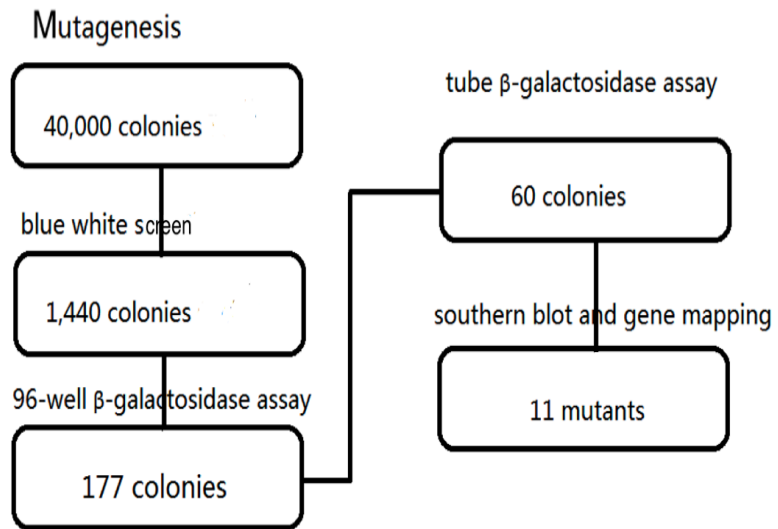 Mutagenesis
40,000 colonies
blue white screen
1,440 colonies
96-well β-galactosidase assay
177 colonies
tube β-galactosidase assay
60 colonies
southern blot and gene mapping
11 mutants